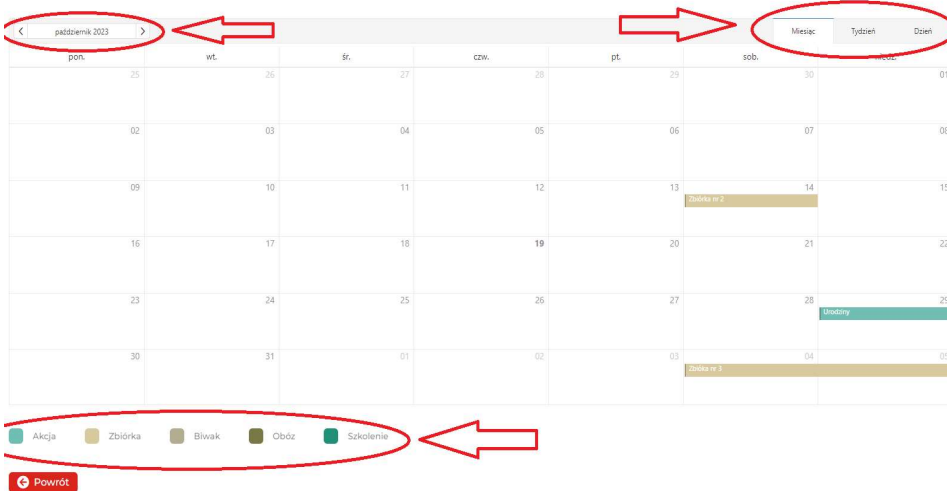 październik 2023 Miesiąc Tydzień Dzień
pon. wt. śr. czw. pt. sob. niedz.
25 26 27 28 29 30 01
02 03 04 05 06 07 08
09 10 11 12 13 14 15
Zbiórka nr 2
16 17 18 19 20 21 22
23 24 25 26 27 28 29
Urodziny
30 31 01 02 03 04 05
Zbiórka nr 3
Akcja Zbiórka Biwak Obóz Szkolenie
Powrót